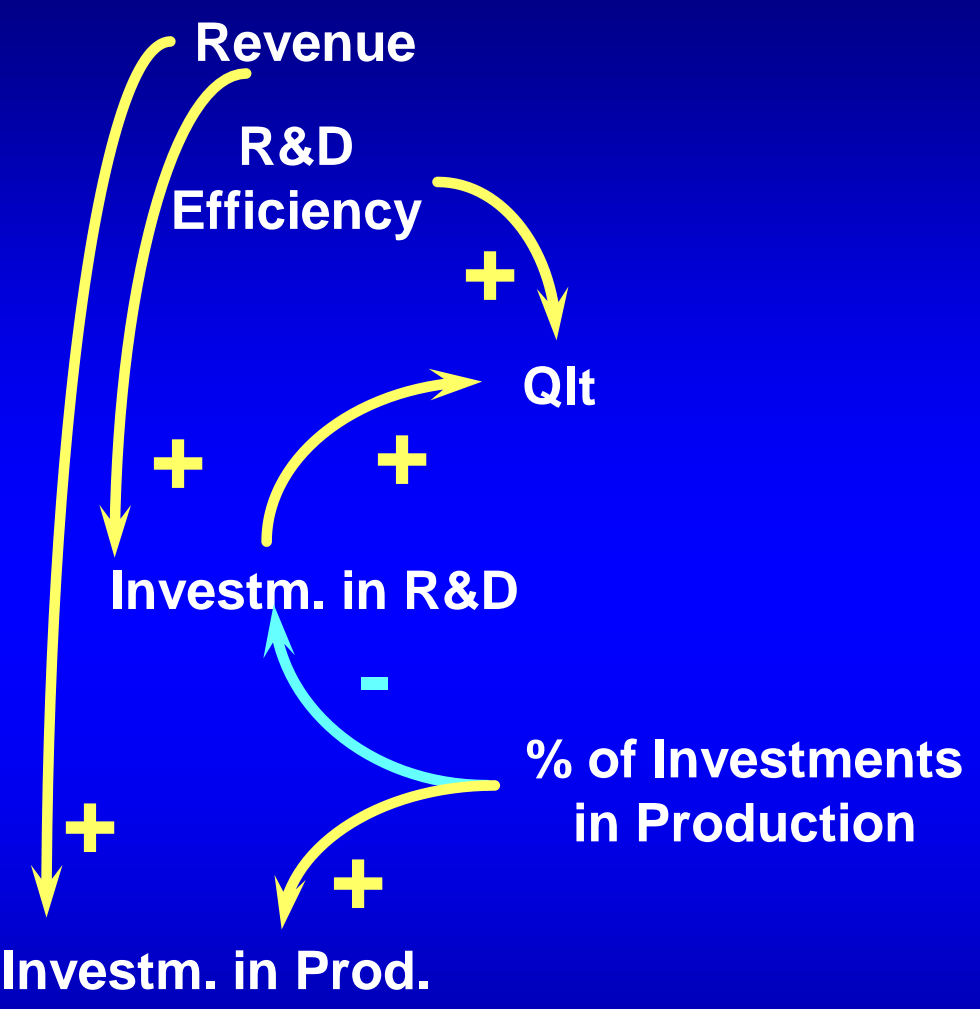 Revenue
R&D
Efficiency
+
Qlt
+
+
Investm. in R&D
-
% of Investments
in Production
+
+
Investm. in Prod.